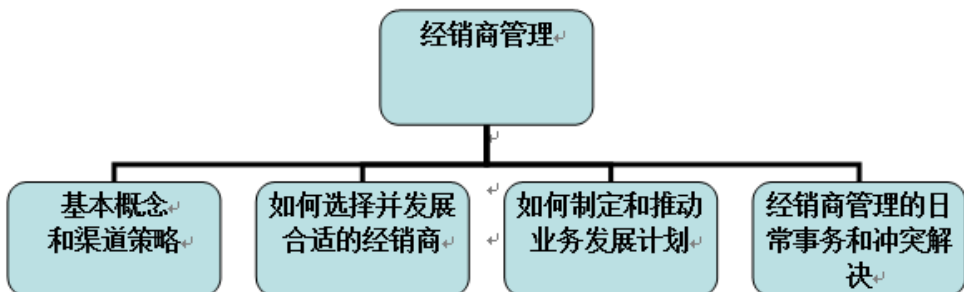 经销商管理
基本概念
和渠道策略
如何选择并发展
合适的经销商
如何制定和推动
业务发展计划
经销商管理的日
常事务和冲突解
决